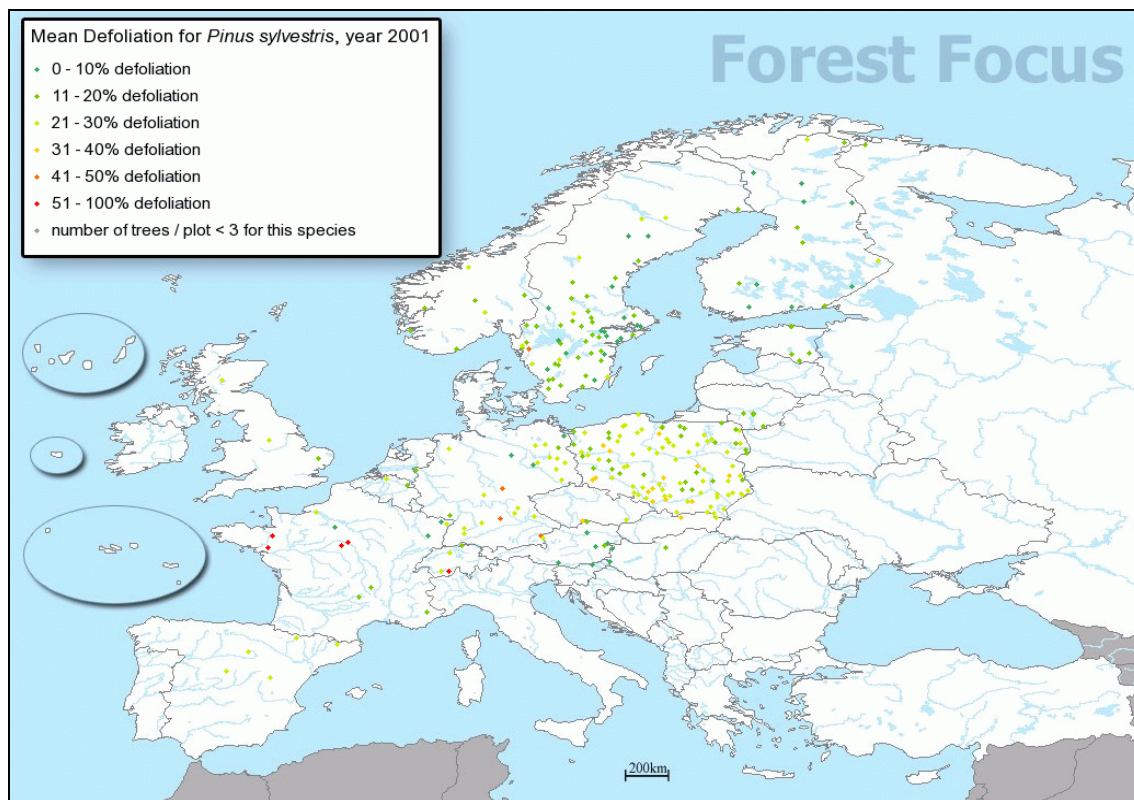 Mean Defoliation for Pinus sylvestris, year 2001
0 - 10% defoliation
11 - 20% defoliation
21 - 30% defoliation
31 - 40% defoliation
41 - 50% defoliation
51 - 100% defoliation
number of trees / plot < 3 for this species
Forest Focus
200km